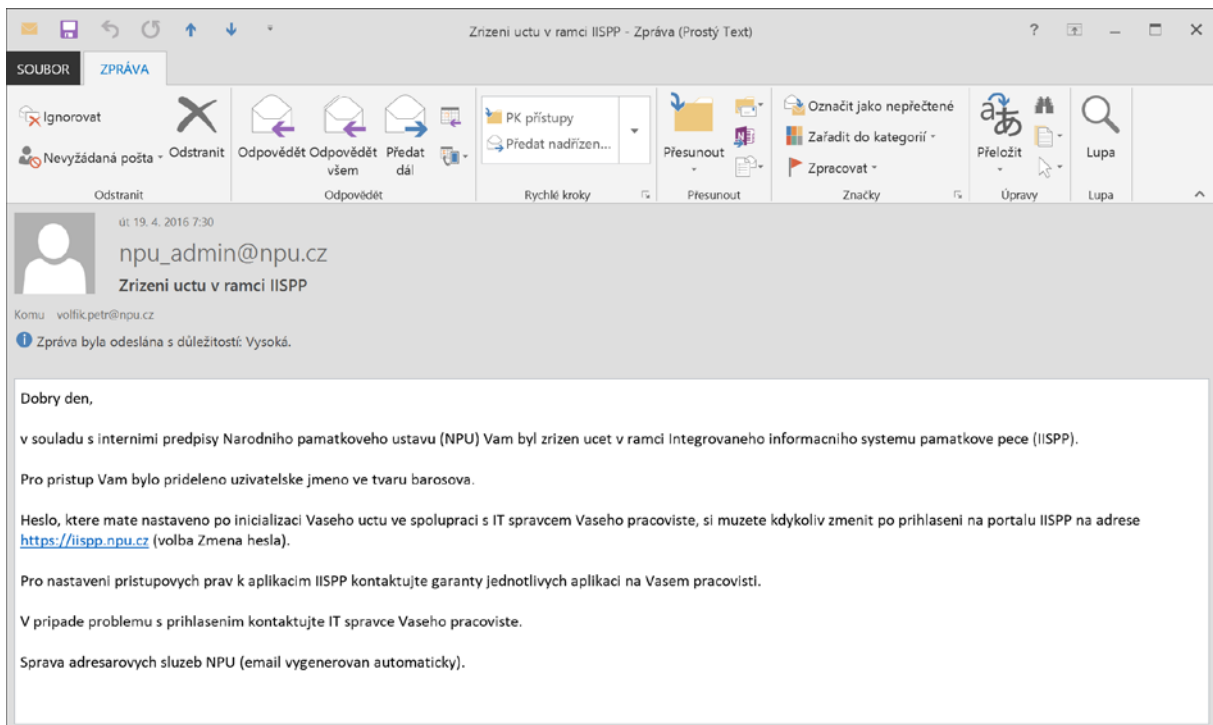 Zrizeni uctu v ramci IISPP - Zpráva (Prostý Text)
?
SOUBOR
ZPRÁVA
Ignorovat
Nevyžádaná pošta
Odstranit
Odstranit
Odpovědět
Odpovědět
všem
Předat
dál
Odpovědět
PK přístupy
Předat nadřízen...
Rychlé kroky
Přesunout
Přesunout
Označit jako nepřečtené
Zařadit do kategorií
Zpracovat
Značky
Přeložit
Úpravy
Lupa
Lupa
út 19. 4. 2016 7:30
npu_admin@npu.cz
Zrizeni uctu v ramci IISPP
Komu volfik.petr@npu.cz
Zpráva byla odeslána s důležitostí: Vysoká.
Dobry den,
v souladu s internimi predpisy Narodniho pamatkoveho ustavu (NPU) Vam byl zrizen ucet v ramci Integrovaneho informacniho systemu pamatkove pece (IISPP).
Pro pristup Vam bylo prideleno uzivatelske jmeno ve tvaru barosova.
Heslo, ktere mate nastaveno po inicializaci Vaseho uctu ve spolupraci s IT spravcem Vaseho pracoviste, si muzete kdykoliv zmenit po prihlaseni na portalu IISPP na adrese
https://iispp.npu.cz (volba Zmena hesla).
Pro nastaveni pristupovych prav k aplikacim IISPP kontaktujte garanty jednotlivych aplikaci na Vasem pracovisti.
V pripade problemu s prihlasenim kontaktujte IT spravce Vaseho pracoviste.
Sprava adresarovych sluzeb NPU (email vygenerovan automaticky).